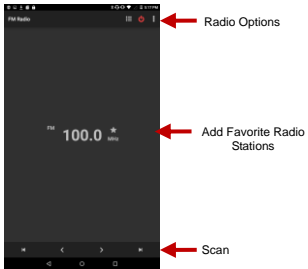 FM Radio
Radio Options
FM
100.0
MHz
Add Favorite Radio
Stations
Scan